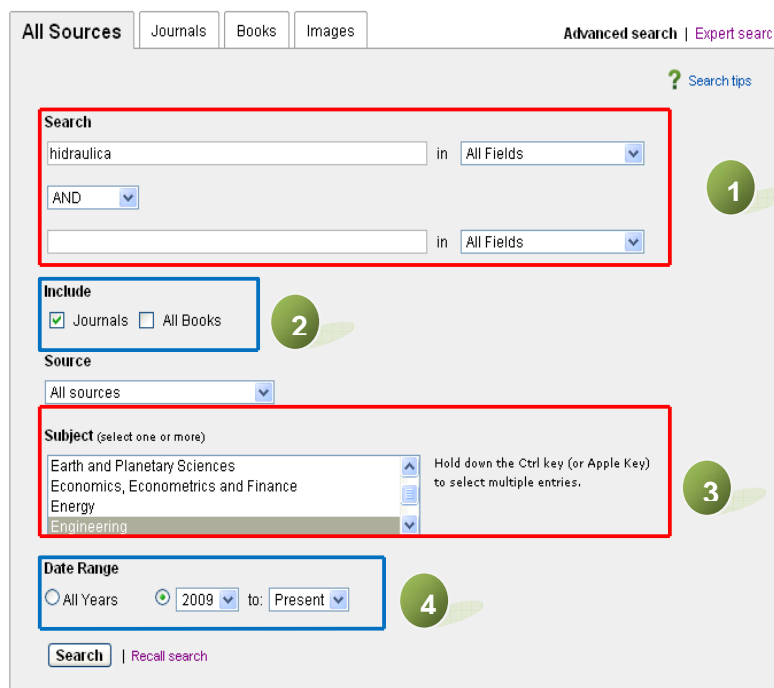 All Sources Journals Books Images Advanced search | Expert searc
? Search tips
Search
hidraulica in All Fields
AND
in All Fields
1
Include
Journals All Books
2
Source
All sources
Subject (select one or more)
Earth and Planetary Sciences
Economics, Econometrics and Finance
Energy
Engineering
Hold down the Ctrl key (or Apple Key)
to select multiple entries.
3
Date Range
All Years 2009 to: Present
4
Search | Recall search